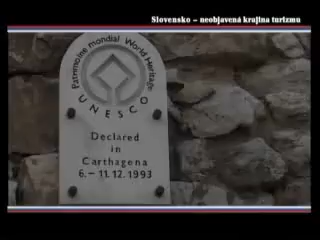 Slovensko – neobjavená krajina turizmu
Patrimoine mondial World Heritage
UNESCO
Declared
in
Carthagena
6.– 11.12.1993